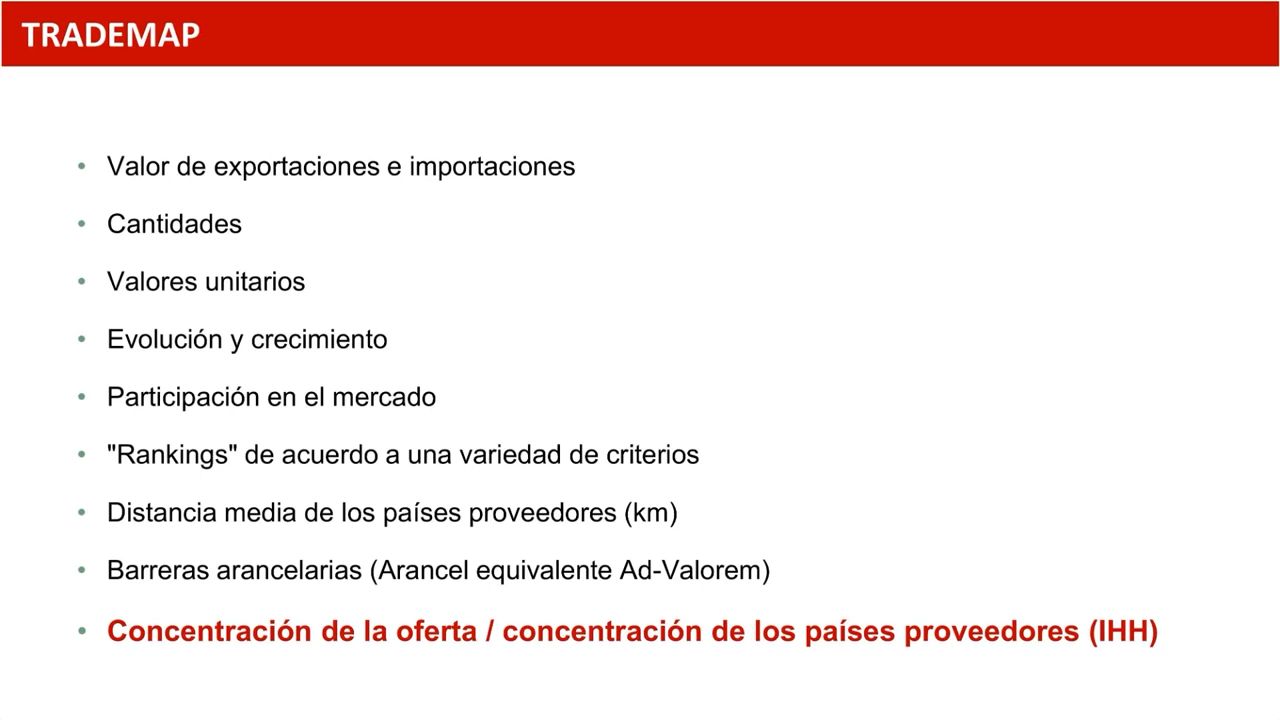 TRADEMAP
• Valor de exportaciones e importaciones
• Cantidades
• Valores unitarios
• Evolución y crecimiento
• Participación en el mercado
• "Rankings" de acuerdo a una variedad de criterios
• Distancia media de los países proveedores (km)
• Barreras arancelarias (Arancel equivalente Ad-Valorem)
• Concentración de la oferta / concentración de los países proveedores (IHH)